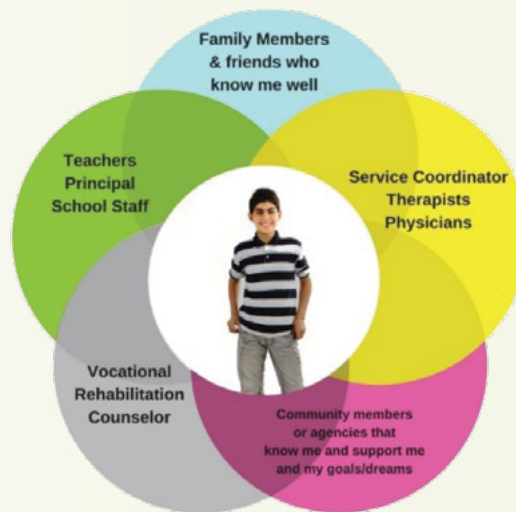 Family Members
& friends who
know me well
Teachers
Principal
School Staff
Service Coordinator
Therapists
Physicians
Vocational
Rehabilitation
Counselor
Community members
or agencies that
know me and support me
and my goals/dreams